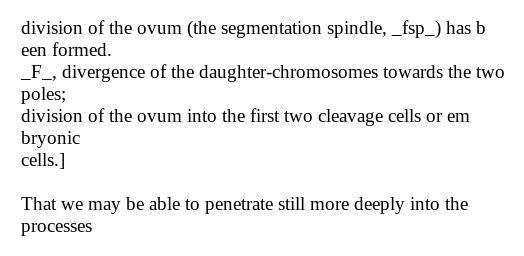 division of the ovum (the segmentation spindle, _fsp_) has b
een formed.
_F_, divergence of the daughter-chromosomes towards the two
poles;
division of the ovum into the first two cleavage cells or em
bryonic
cells.]

That we may be able to penetrate still more deeply into the
processes